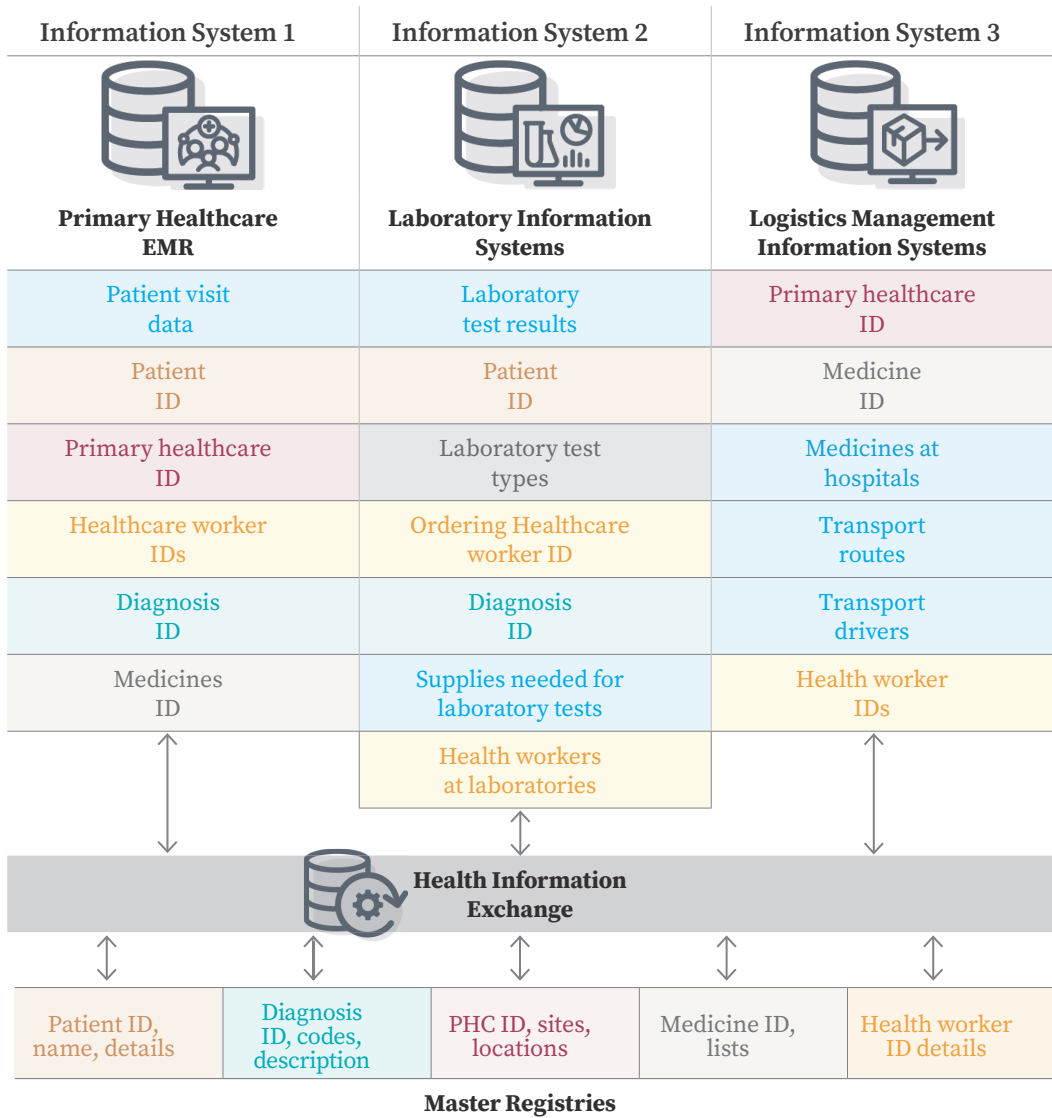 Information System 1
Information System 2
Information System 3
Primary Healthcare
EMR
Laboratory Information
Systems
Logistics Management
Information Systems
Patient visit
data
Laboratory
test results
Primary healthcare
ID
Patient
ID
Patient
ID
Medicine
ID
Primary healthcare
ID
Laboratory test
types
Medicines at
hospitals
Healthcare worker
IDs
Ordering Healthcare
worker ID
Transport
routes
Diagnosis
ID
Diagnosis
ID
Transport
drivers
Medicines
ID
Supplies needed for
laboratory tests
Health worker
IDs
Health workers
at laboratories
Health Information
Exchange
Patient ID,
name, details
Diagnosis
ID, codes,
description
PHC ID, sites,
locations
Medicine ID,
lists
Health worker
ID details
Master Registries